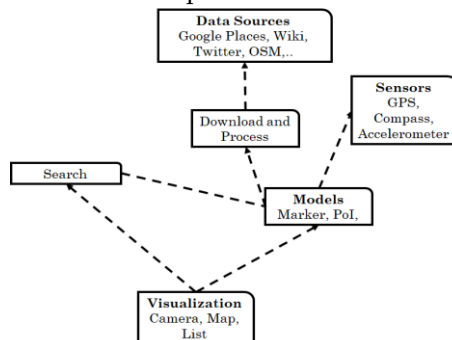 Data Sources
Google Places, Wiki,
Twitter, OSM,..
Sensors
GPS,
Compass,
Accelerometer
Download and
Process
Search
Models
Marker, PoI,
Visualization
Camera, Map,
List